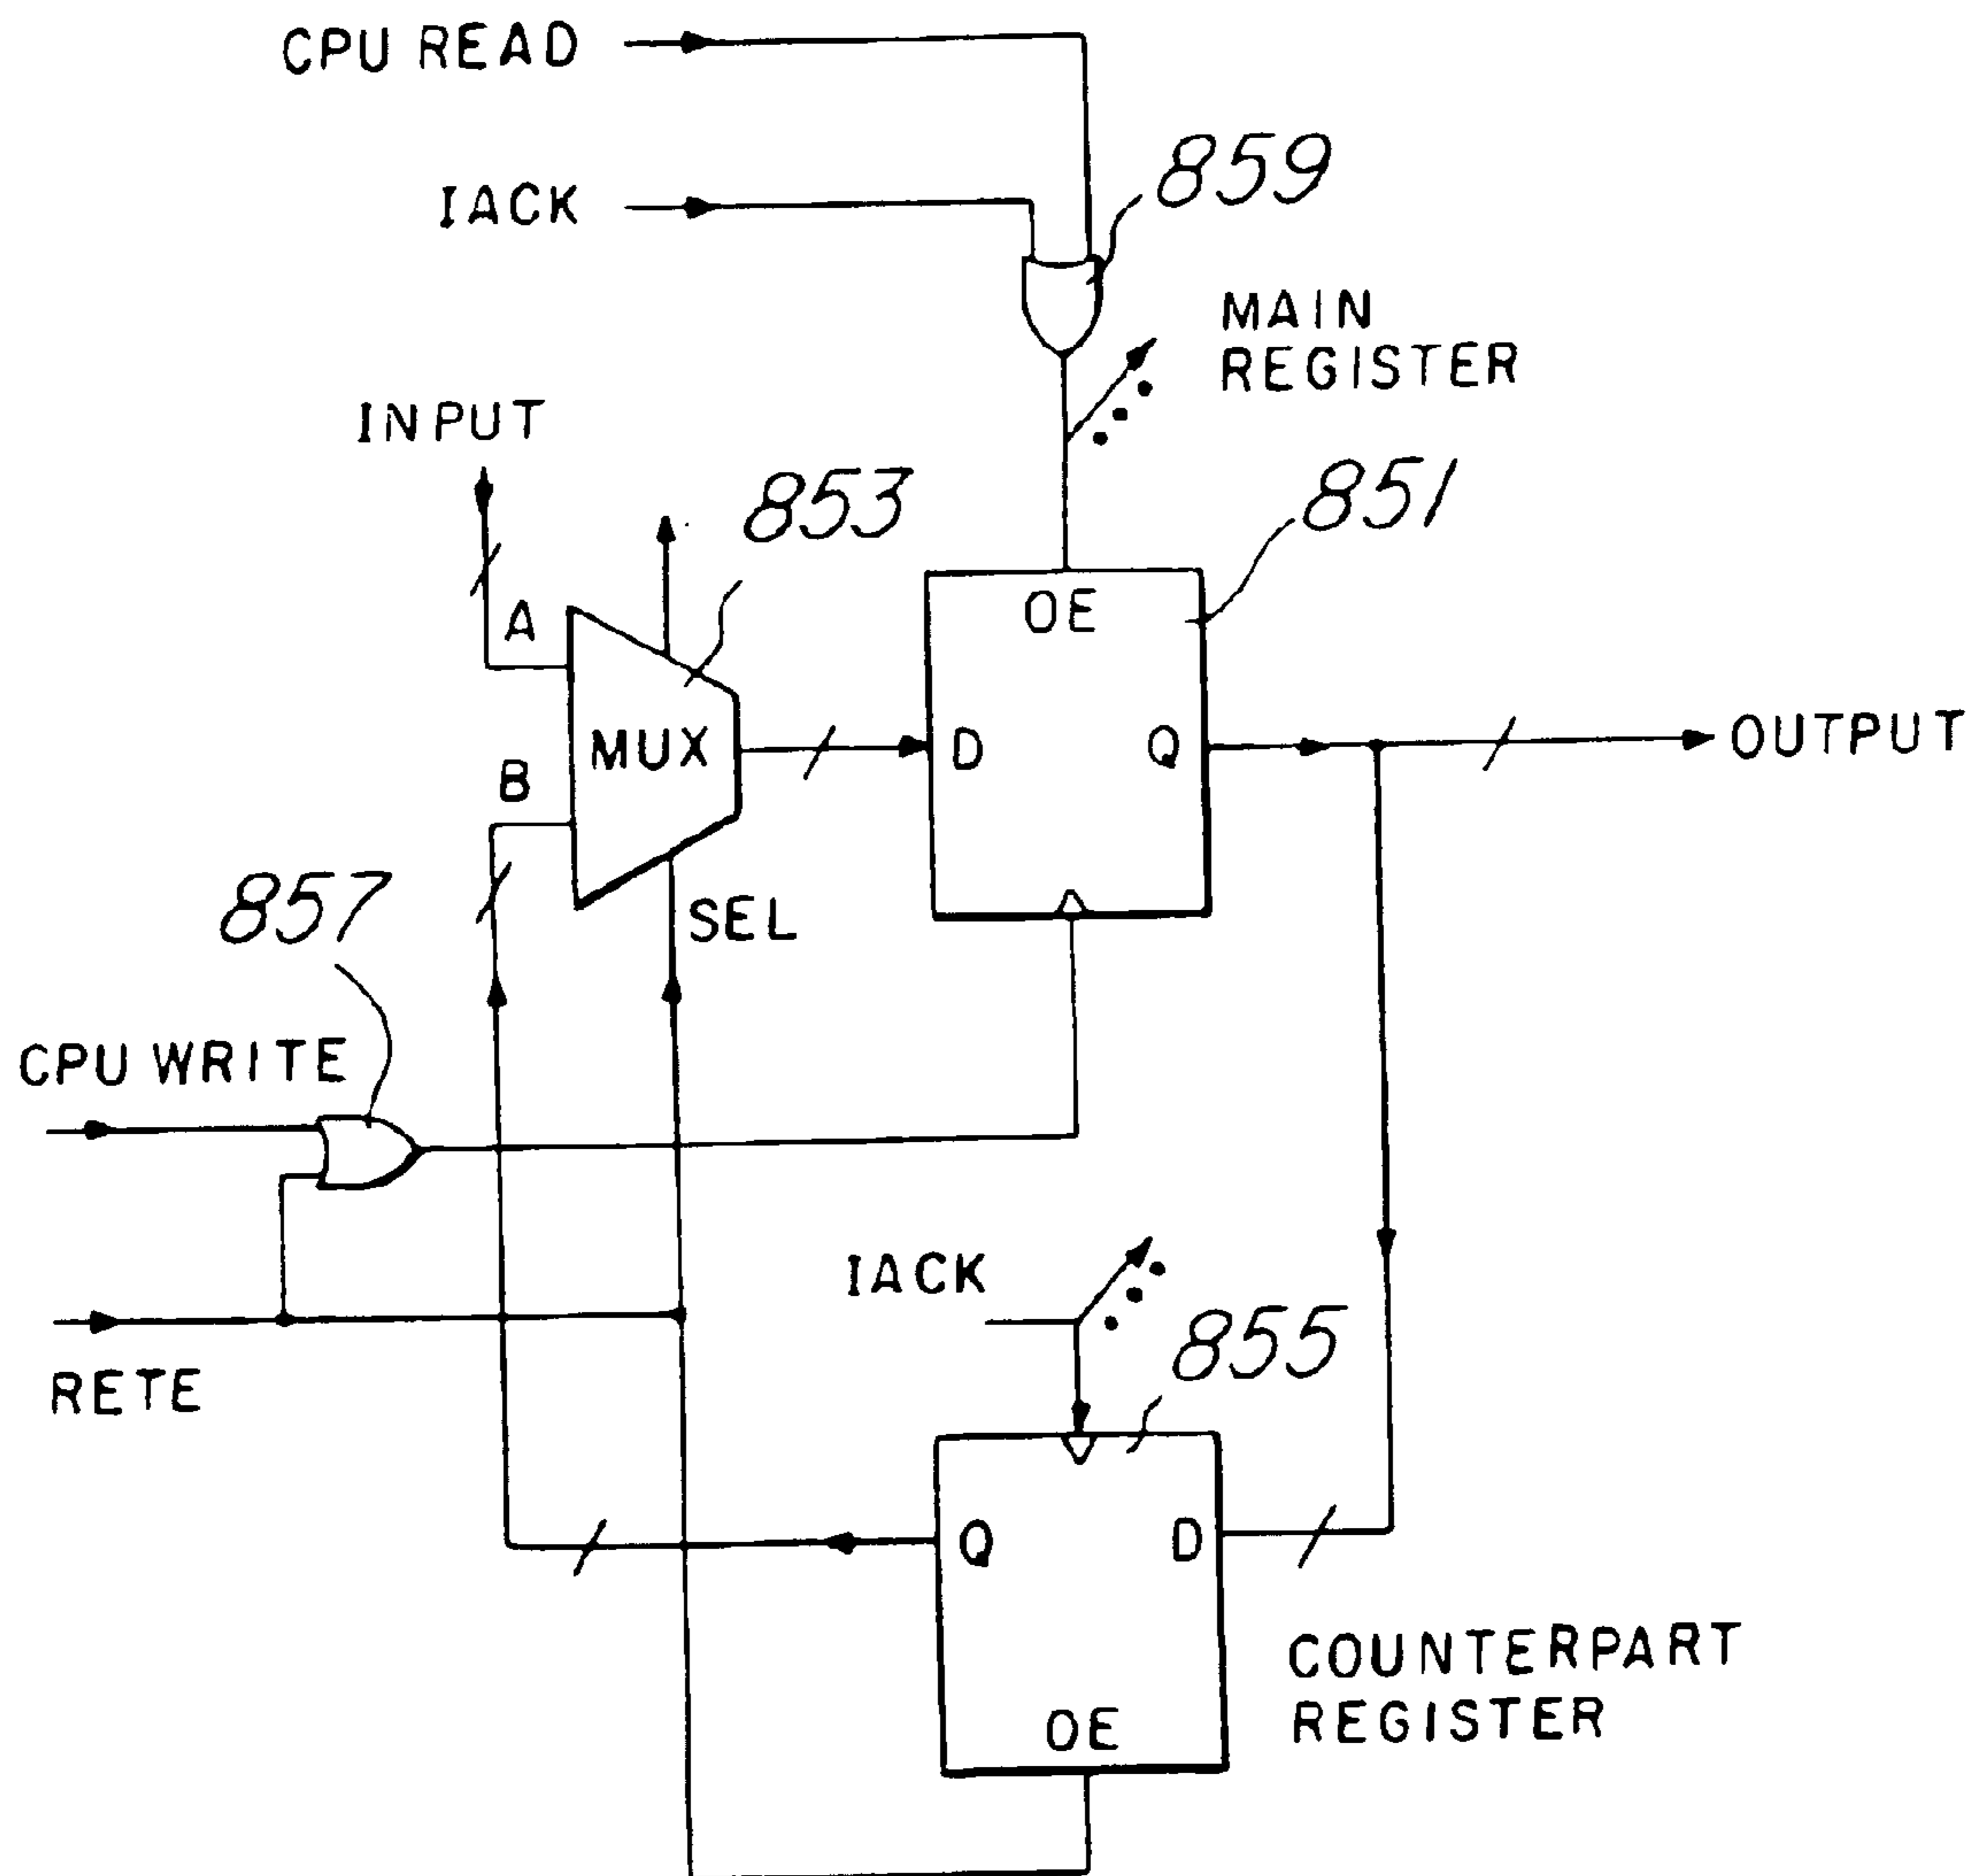 CPU READ
IACK
859
MAIN
REGISTER
INPUT
853
851
A
OE
MUX
D
Q
OUTPUT
B
SEL
857
CPU WRITE
IACK
855
RETE
Q
D
COUNTERPART
REGISTER
OE